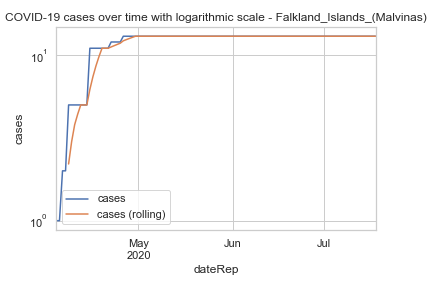 COVID-19 cases over time with logarithmic scale - Falkland_Islands_(Malvinas)
10¹
cases
10⁰
cases
cases (rolling)
May
2020
Jun
Jul
dateRep